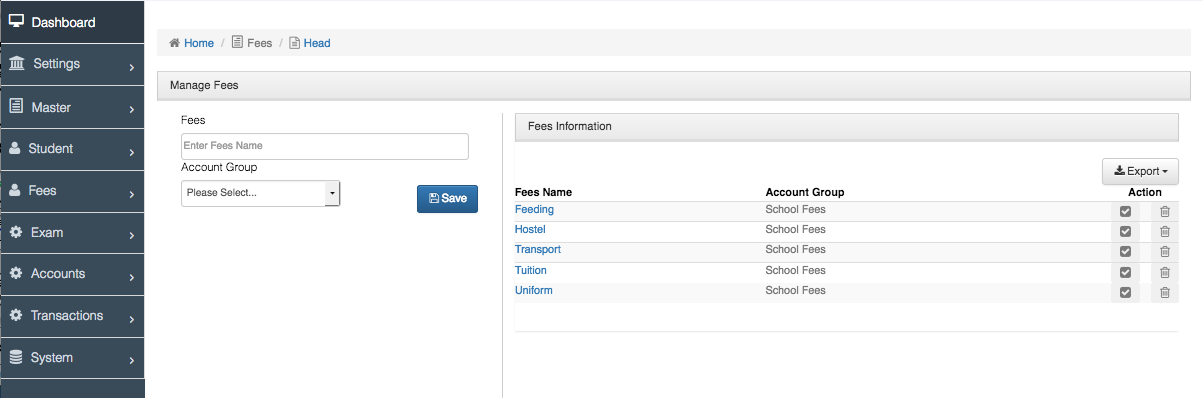 Dashboard
Settings
Master
Student
Fees
Exam
Accounts
Transactions
System
Home / Fees / Head
Manage Fees
Fees
Enter Fees Name
Account Group
Please Select...
Save
Fees Information
Export
Fees Name Account Group Action
Feeding School Fees
Hostel School Fees
Transport School Fees
Tuition School Fees
Uniform School Fees